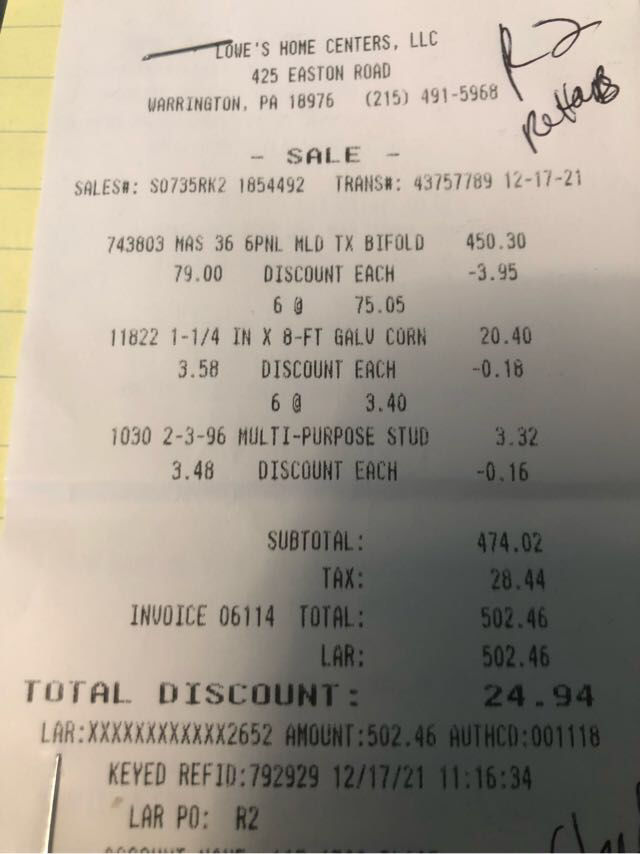 LOWE'S HOME CENTERS, LLC
425 EASTON ROAD
WARRINGTON, PA 18976 (215) 491-5968
R2
- SALE -
SALES#: S0735RK2 1854492 TRANS#: 43757789 12-17-21
743803 MAS 36 6PNL MLD TX BIFOLD 450.30
79.00 DISCOUNT EACH -3.95
6 @ 75.05
11822 1-1/4 IN X 8-FT GALV CORN 20.40
3.58 DISCOUNT EACH -0.18
6 @ 3.40
1030 2-3-96 MULTI-PURPOSE STUD 3.32
3.48 DISCOUNT EACH -0.16
SUBTOTAL: 474.02
TAX: 28.44
INVOICE 06114 TOTAL: 502.46
LAR: 502.46
TOTAL DISCOUNT: 24.94
LAR:XXXXXXXXXXXX2652 AMOUNT:502.46 AUTHCD:001118
KEYED REFID:792929 12/17/21 11:16:34
LAR PO: R2